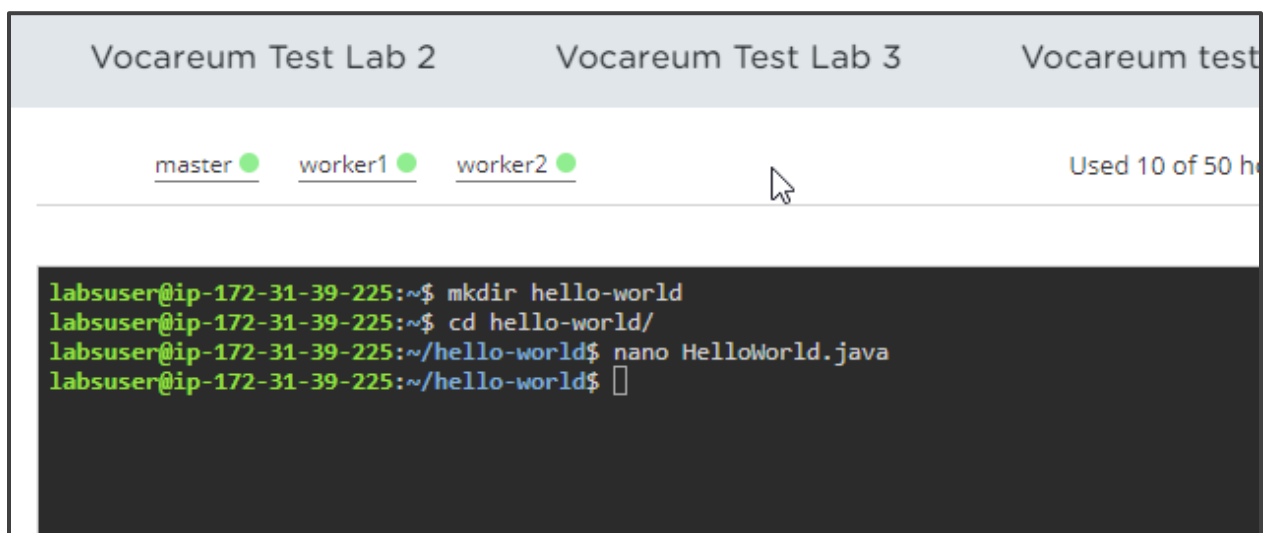 Vocareum Test Lab 2 Vocareum Test Lab 3 Vocareum test
master worker1 worker2 Used 10 of 50 h
labsuser@ip-172-31-39-225:~$ mkdir hello-world
labsuser@ip-172-31-39-225:~$ cd hello-world/
labsuser@ip-172-31-39-225:~/hello-world$ nano HelloWorld.java
labsuser@ip-172-31-39-225:~/hello-world$